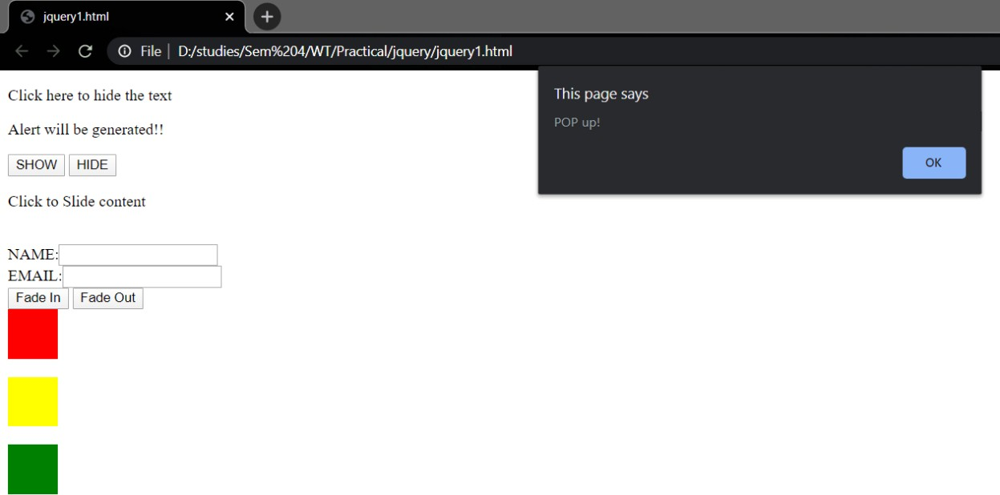 jquery1.html
File | D:/studies/Sem%204/WT/Practical/jquery/jquery1.html
This page says
POP up!
OK
Click here to hide the text
Alert will be generated!!
SHOW HIDE
Click to Slide content
NAME:
EMAIL:
Fade In Fade Out